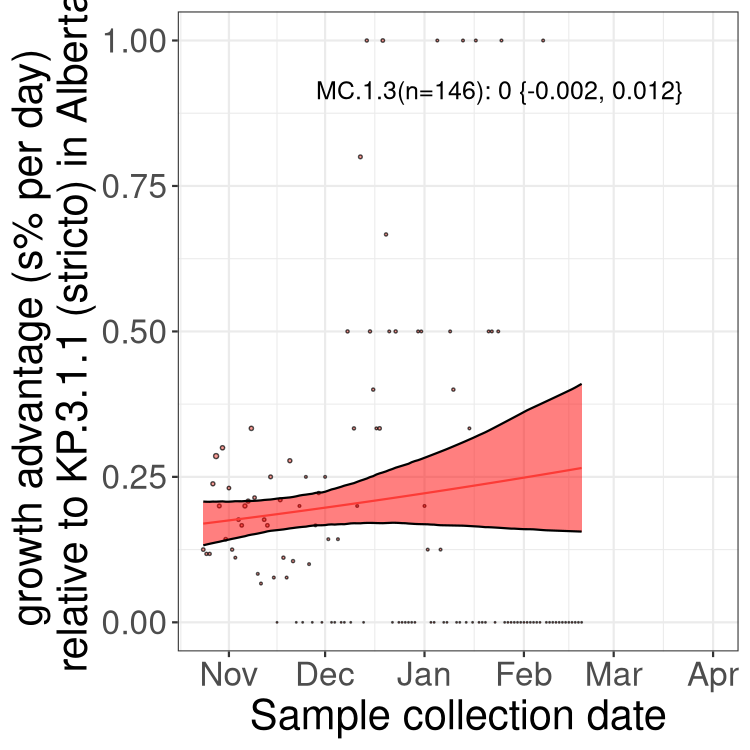 growth advantage (s% per day)
relative to KP.3.1.1 (stricto) in Alberta
1.00
0.75
0.50
0.25
0.00
MC.1.3(n=146): 0 {-0.002, 0.012}
Nov Dec Jan Feb Mar Apr
Sample collection date